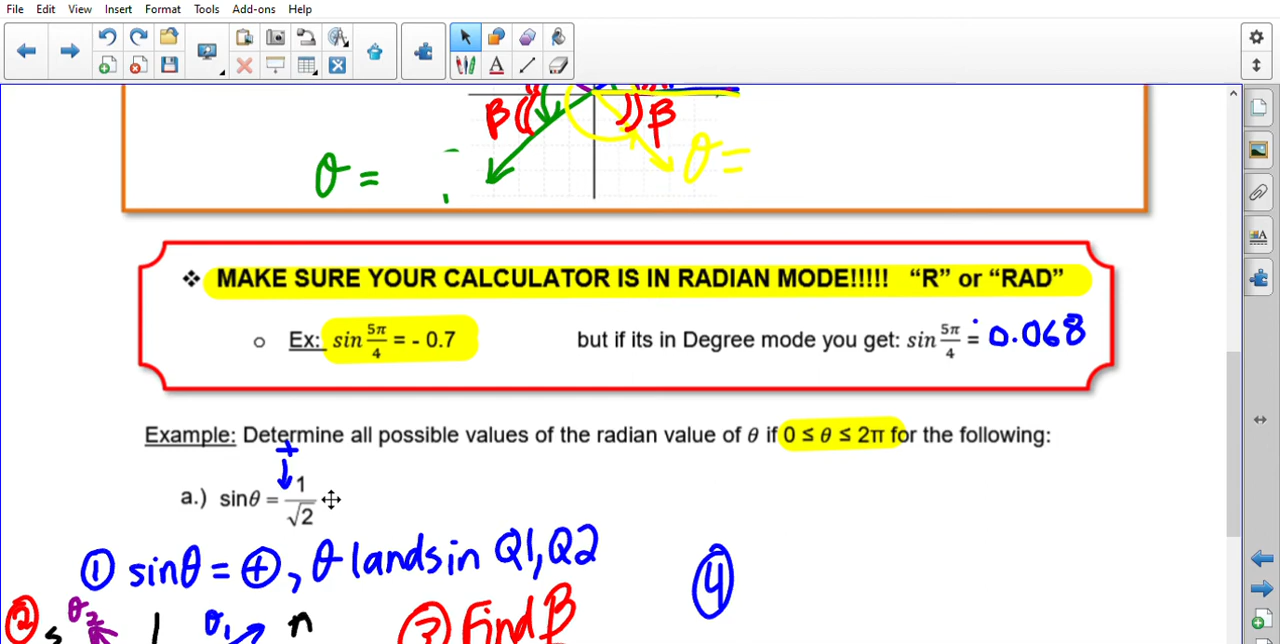 File Edit View Insert Format Tools Add-ons Help
β β
θ = θ =
❖ MAKE SURE YOUR CALCULATOR IS IN RADIAN MODE!!!!! "R" or "RAD"
o Ex: sin 5π/4 = - 0.7 but if its in Degree mode you get: sin 5π/4 = 0.068
Example: Determine all possible values of the radian value of θ if 0 ≤ θ ≤ 2π for the following:
+
a.) sinθ = 1/√2
① sinθ = ⊕, θ lands in Q1, Q2
④
② θ2 θ1 ③ Find β